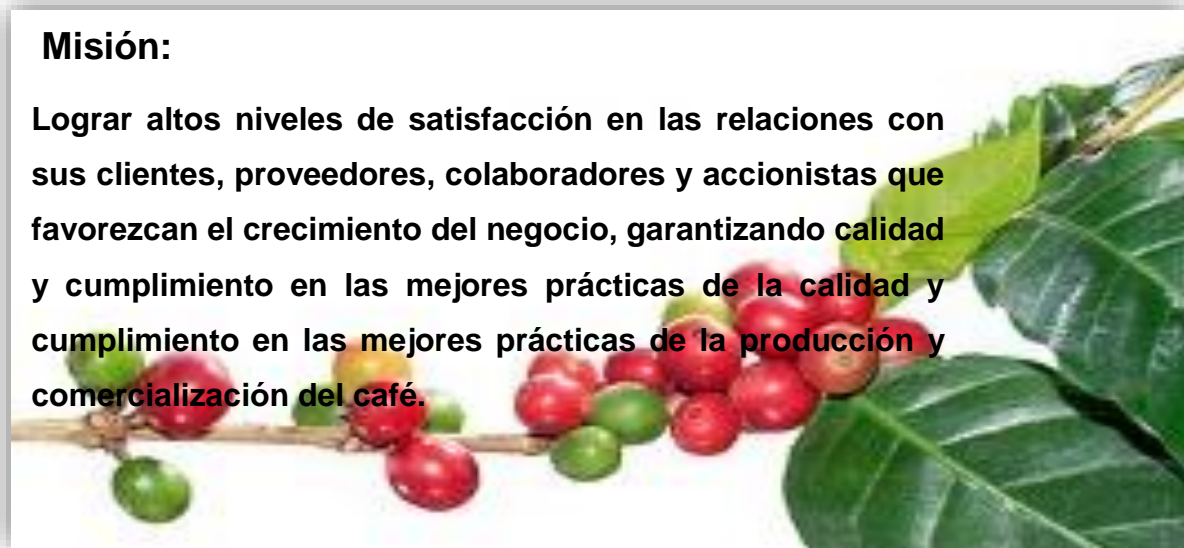 Misión:
Lograr altos niveles de satisfacción en las relaciones con
sus clientes, proveedores, colaboradores y accionistas que
favorezcan el crecimiento del negocio, garantizando calidad
y cumplimiento en las mejores prácticas de la calidad y
cumplimiento en las mejores prácticas de la producción y
comercialización del café.